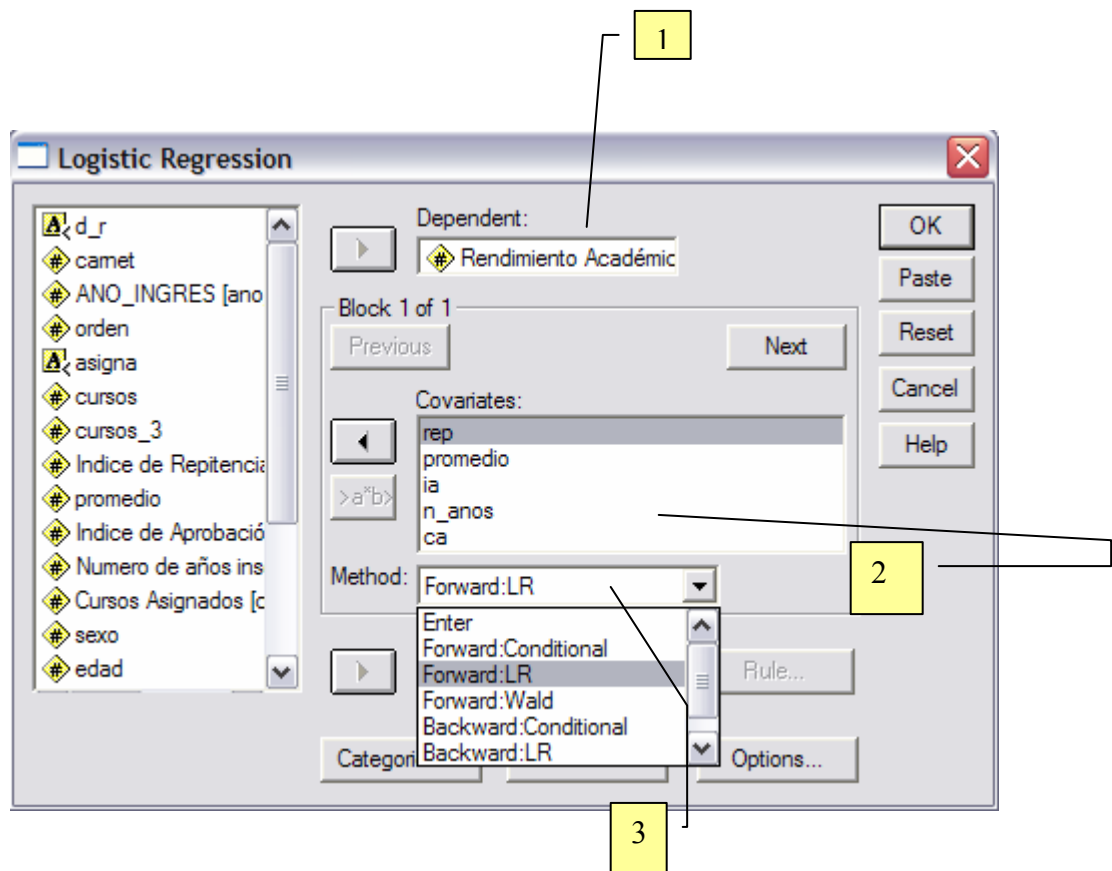 1
Logistic Regression
d_r
carnet
ANO_INGRES [ano
orden
asigna
cursos
cursos_3
Indice de Repitencia
promedio
Indice de Aprobació
Numero de años ins
Cursos Asignados [c
sexo
edad
Dependent:
Rendimiento Académic
Block 1 of 1
Previous
Next
Covariates:
rep
promedio
ia
n_anos
ca
>a*b>
Method:
Forward:LR
Enter
Forward:Conditional
Forward:LR
Forward:Wald
Backward:Conditional
Backward:LR
Rule...
Categori
Options...
OK
Paste
Reset
Cancel
Help
2
3